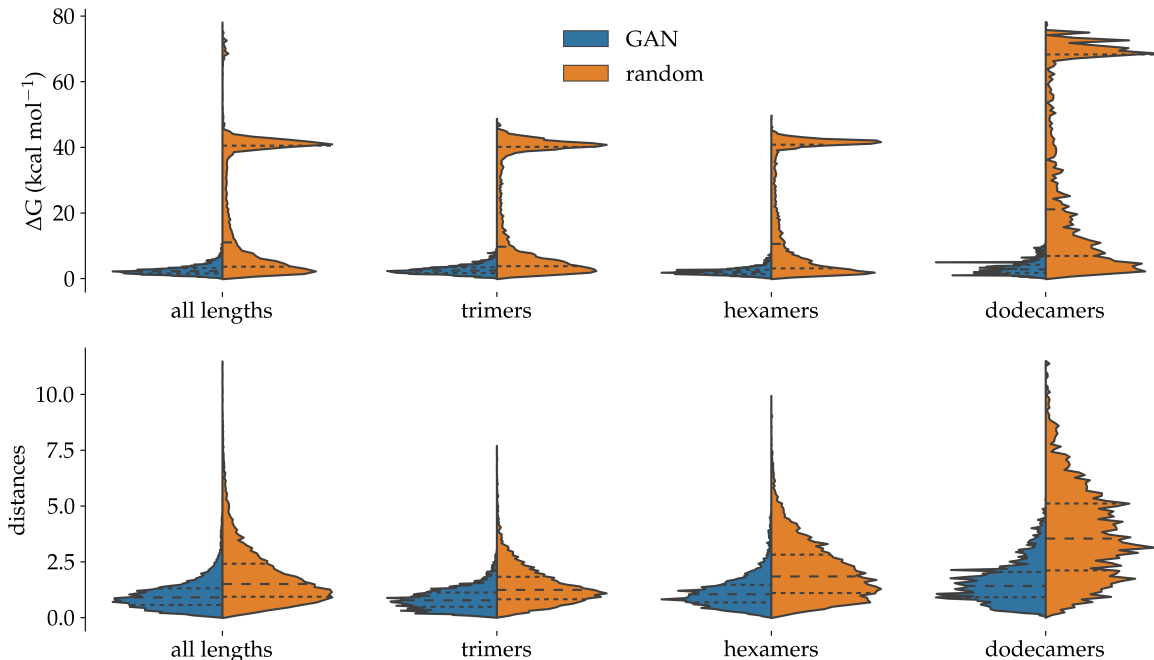 80
60
40
20
0
ΔG (kcal mol⁻¹)
GAN
random
all lengths
trimers
hexamers
dodecamers
10.0
7.5
5.0
2.5
0.0
distances
all lengths
trimers
hexamers
dodecamers